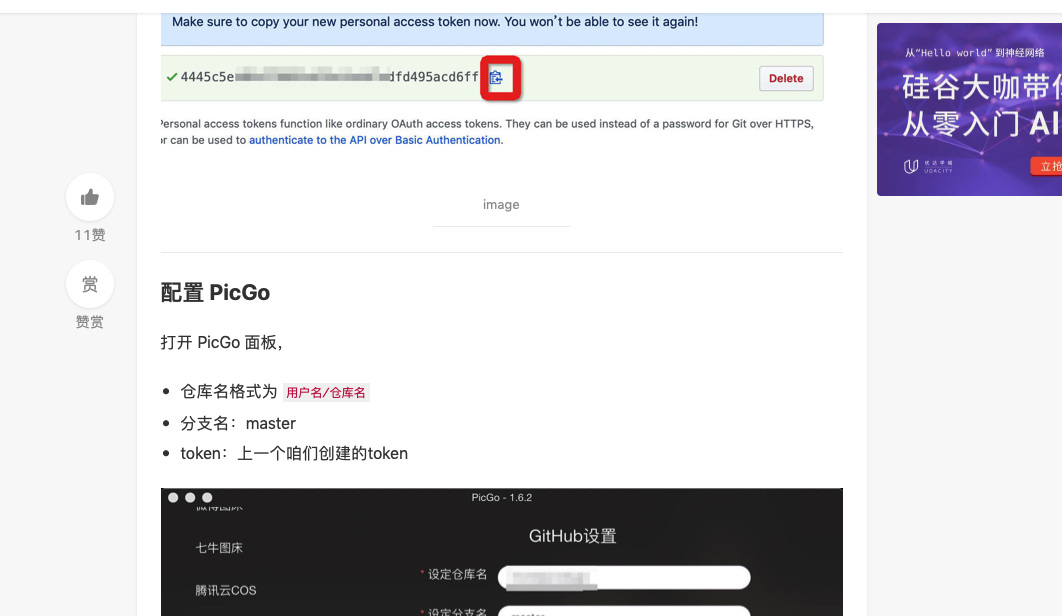 Make sure to copy your new personal access token now. You won't be able to see it again!
4445c5e
dfd495acd6ff
Delete
Personal access tokens function like ordinary OAuth access tokens. They can be used instead of a password for Git over HTTPS,
or can be used to authenticate to the API over Basic Authentication.
image
11赞
赏
赞赏
配置 PicGo
打开 PicGo 面板，
仓库名格式为 用户名/仓库名
分支名：master
token：上一个咱们创建的token
PicGo - 1.6.2
微博图床
GitHub设置
七牛图床
* 设定仓库名
腾讯云COS
* 设定分支名
master
从“Hello world” 到神经网络
硅谷大咖带
从零入门 AI
优达学城
UDACITY
立抢